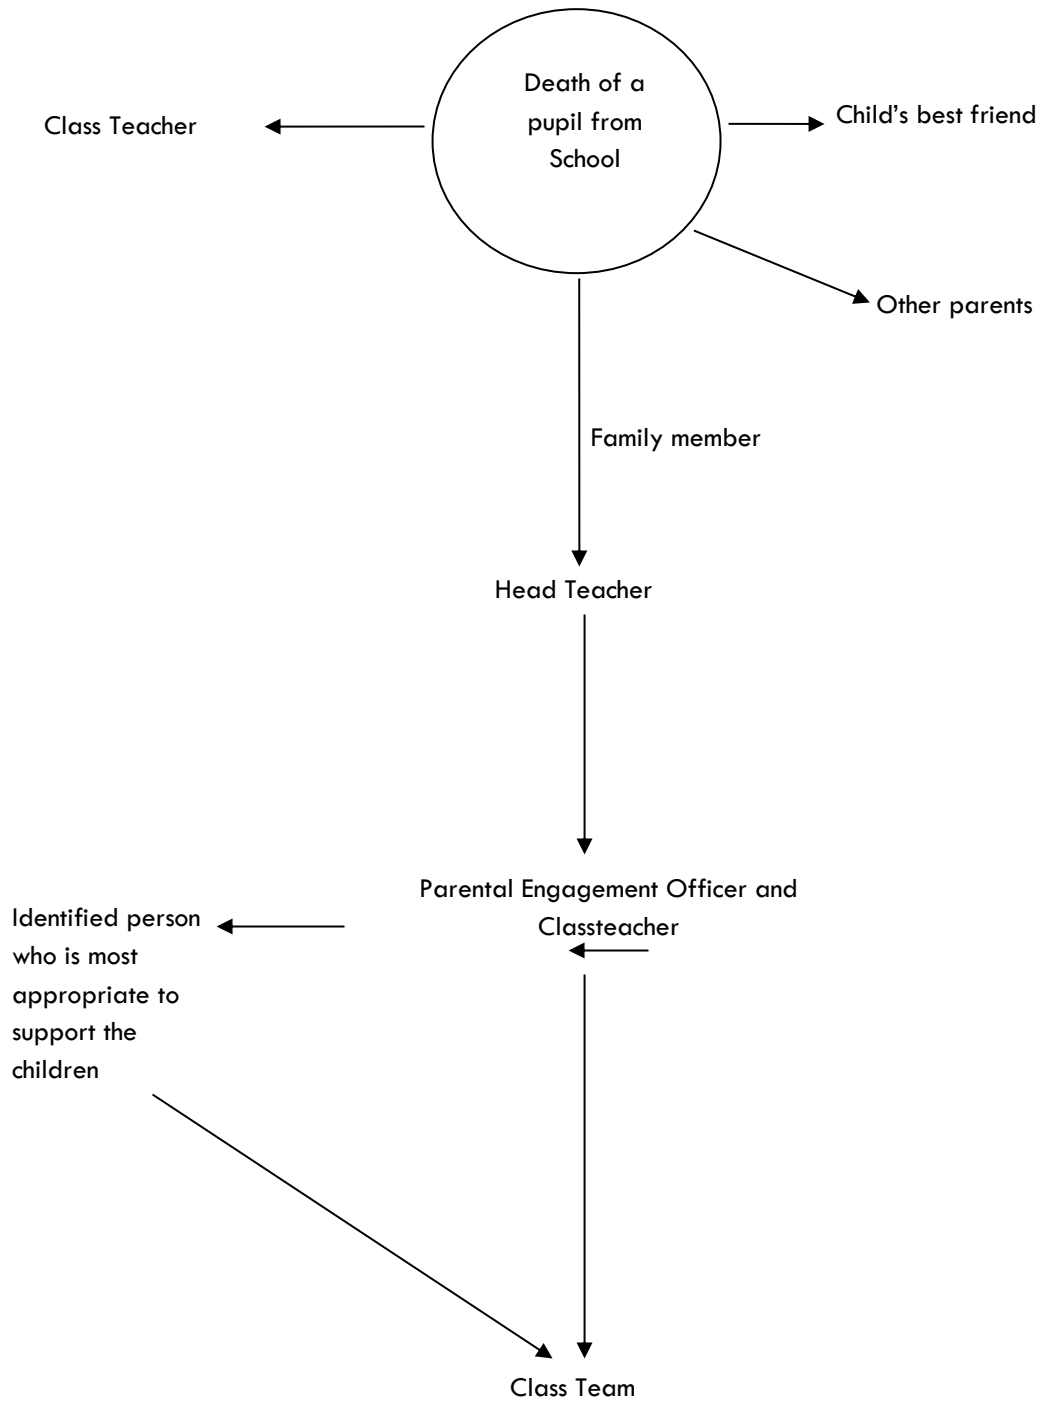 Death of a
pupil from
School
Class Teacher
Child's best friend
Other parents
Family member
Head Teacher
Parental Engagement Officer and
Classteacher
Identified person
who is most
appropriate to
support the
children
Class Team